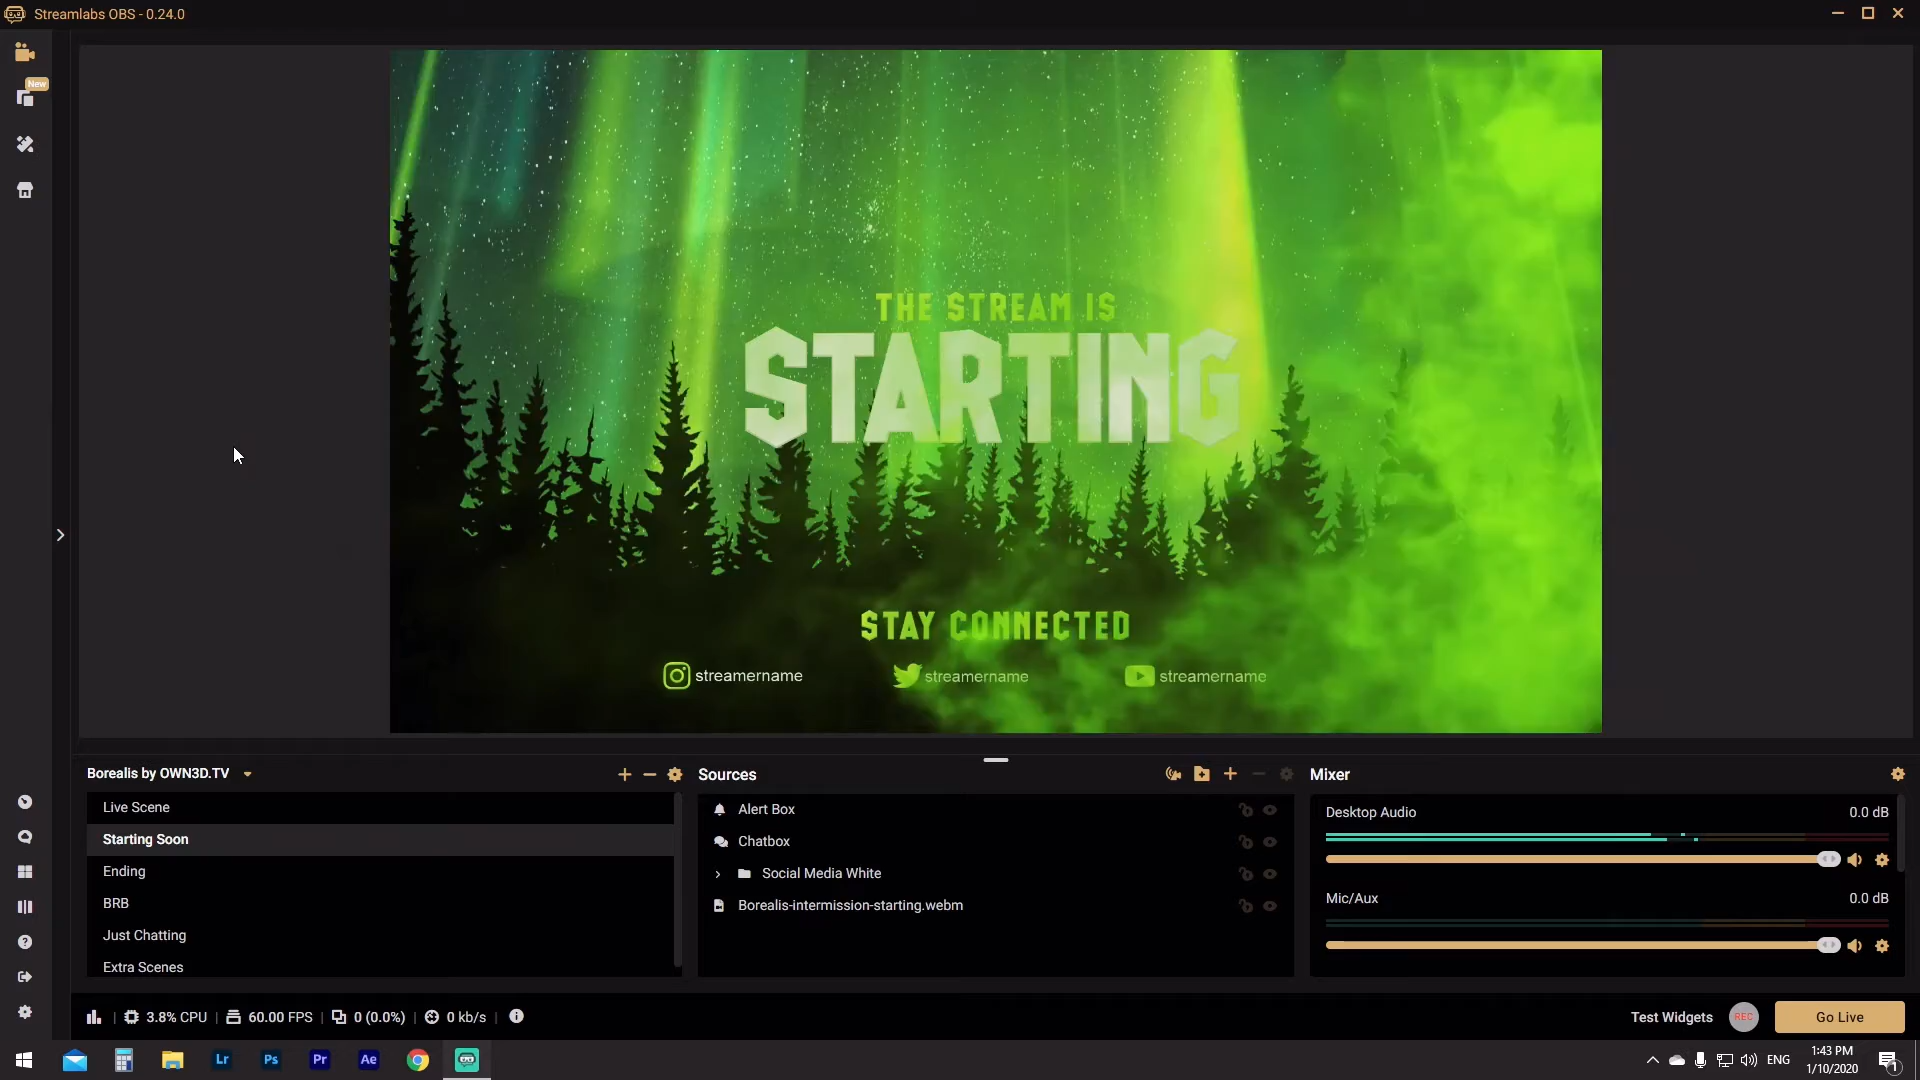 Streamlabs OBS - 0.24.0
New
THE STREAM IS
STARTING
STAY CONNECTED
streamername
streamername
streamername
Borealis by OWN3D.TV
Live Scene
Starting Soon
Ending
BRB
Just Chatting
Extra Scenes
Sources
Alert Box
Chatbox
Social Media White
Borealis-intermission-starting.webm
Mixer
Desktop Audio 0.0 dB
Mic/Aux 0.0 dB
3.8% CPU 60.00 FPS 0 (0.0%) 0 kb/s
Test Widgets REC Go Live
Lr Ps Pr Ae
ENG
1:43 PM
1/10/2020
1